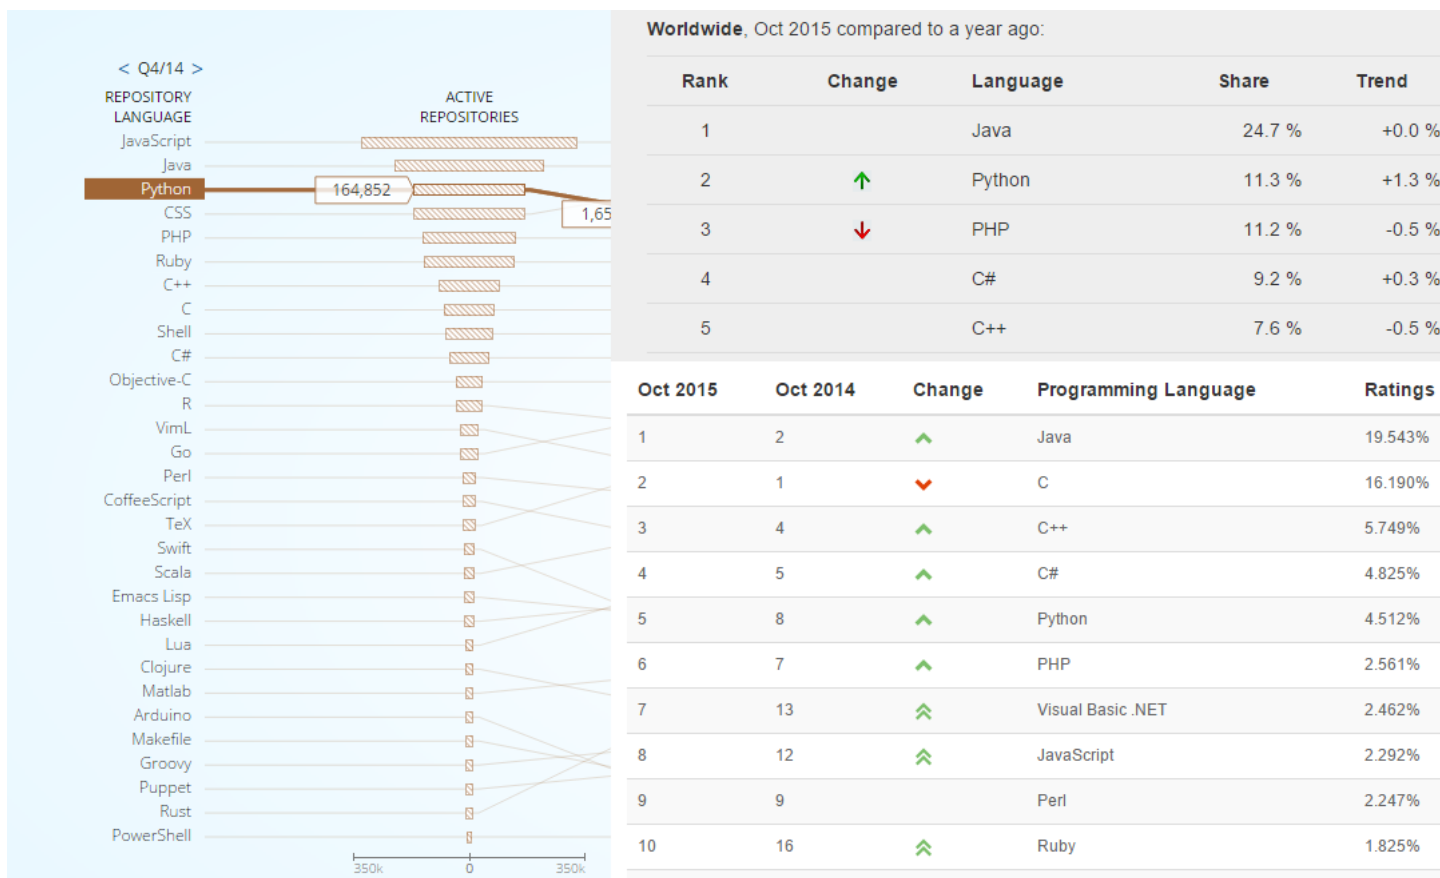 < Q4/14 >
REPOSITORY
LANGUAGE
ACTIVE
REPOSITORIES
JavaScript
Java
Python 164,852
1,65
CSS
PHP
Ruby
C++
C
Shell
C#
Objective-C
R
VimL
Go
Perl
CoffeeScript
TeX
Swift
Scala
Emacs Lisp
Haskell
Lua
Clojure
Matlab
Arduino
Makefile
Groovy
Puppet
Rust
PowerShell
350k 0 350k
Worldwide, Oct 2015 compared to a year ago:
Rank Change Language Share Trend
1 Java 24.7 % +0.0 %
2 Python 11.3 % +1.3 %
3 PHP 11.2 % -0.5 %
4 C# 9.2 % +0.3 %
5 C++ 7.6 % -0.5 %
Oct 2015 Oct 2014 Change Programming Language Ratings
1 2 Java 19.543%
2 1 C 16.190%
3 4 C++ 5.749%
4 5 C# 4.825%
5 8 Python 4.512%
6 7 PHP 2.561%
7 13 Visual Basic .NET 2.462%
8 12 JavaScript 2.292%
9 9 Perl 2.247%
10 16 Ruby 1.825%